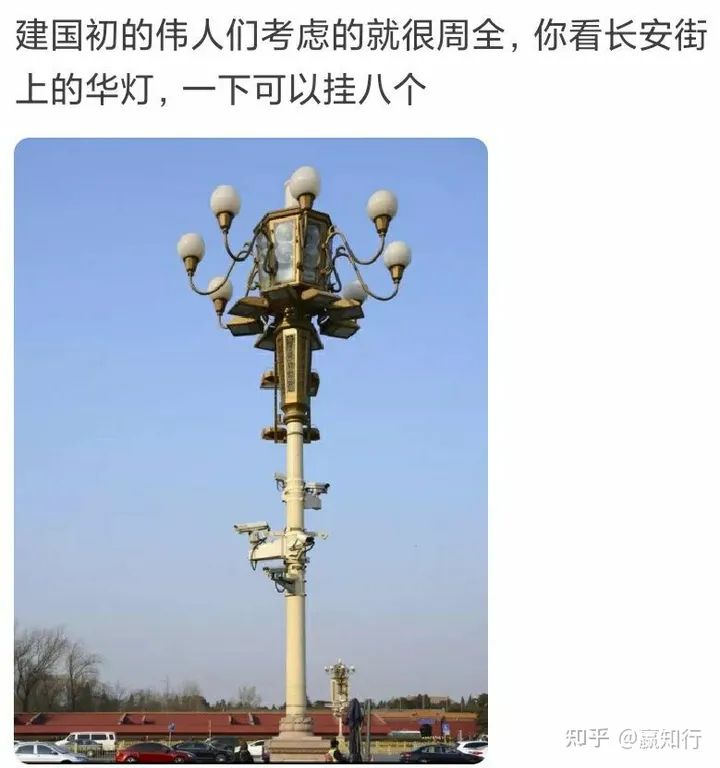 建国初的伟人们考虑的就很周全，你看长安街
上的华灯，一下可以挂八个
知乎 @赢知行